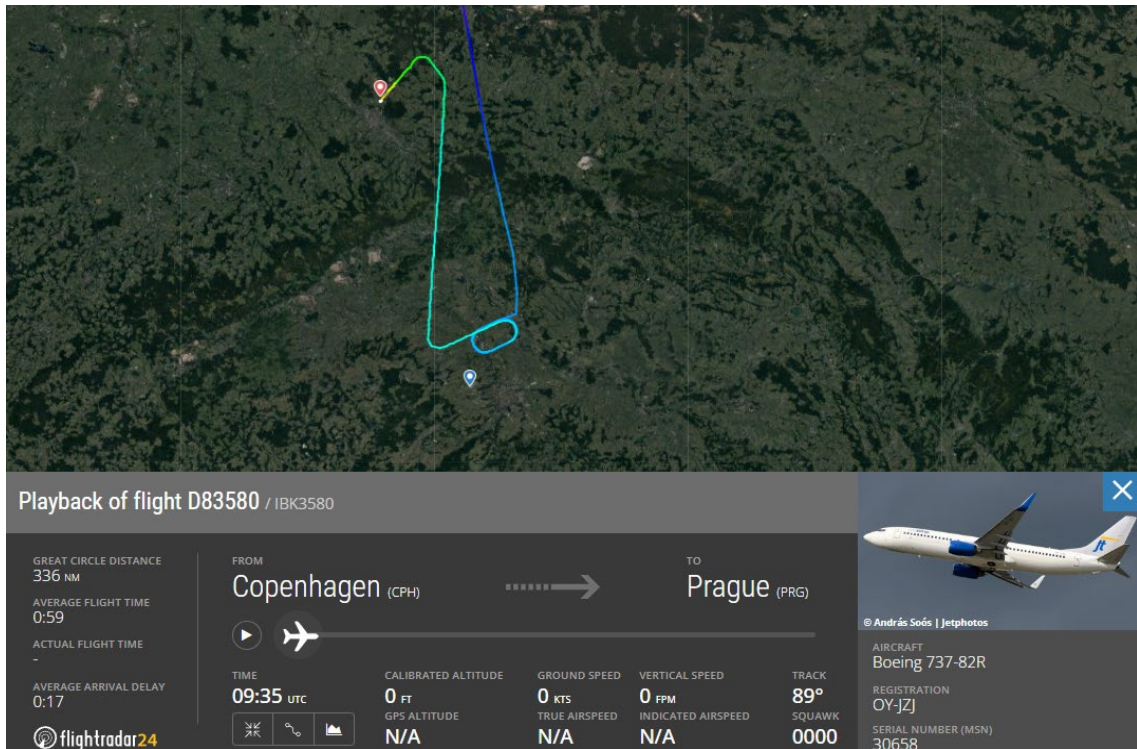 Playback of flight D83580 / IBK3580
GREAT CIRCLE DISTANCE
336 NM
AVERAGE FLIGHT TIME
0:59
ACTUAL FLIGHT TIME
-
AVERAGE ARRIVAL DELAY
0:17
flightradar24
FROM
Copenhagen (CPH)
TO
Prague (PRG)
TIME
09:35 UTC
CALIBRATED ALTITUDE
0 FT
GPS ALTITUDE
N/A
GROUND SPEED
0 KTS
TRUE AIRSPEED
N/A
VERTICAL SPEED
0 FPM
INDICATED AIRSPEED
N/A
TRACK
89°
SQUAWK
0000
jt
© András Soós | Jetphotos
AIRCRAFT
Boeing 737-82R
REGISTRATION
OY-JZJ
SERIAL NUMBER (MSN)
30658